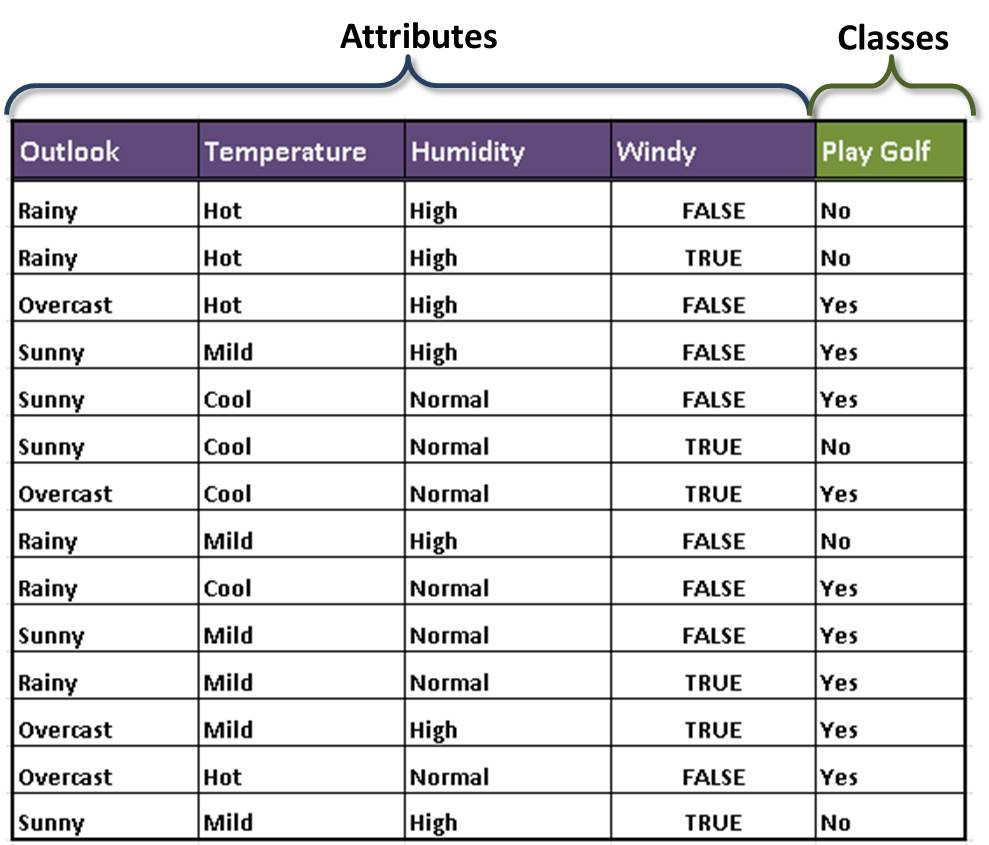 Attributes Classes
Outlook Temperature Humidity Windy Play Golf
Rainy Hot High FALSE No
Rainy Hot High TRUE No
Overcast Hot High FALSE Yes
Sunny Mild High FALSE Yes
Sunny Cool Normal FALSE Yes
Sunny Cool Normal TRUE No
Overcast Cool Normal TRUE Yes
Rainy Mild High FALSE No
Rainy Cool Normal FALSE Yes
Sunny Mild Normal FALSE Yes
Rainy Mild Normal TRUE Yes
Overcast Mild High TRUE Yes
Overcast Hot Normal FALSE Yes
Sunny Mild High TRUE No